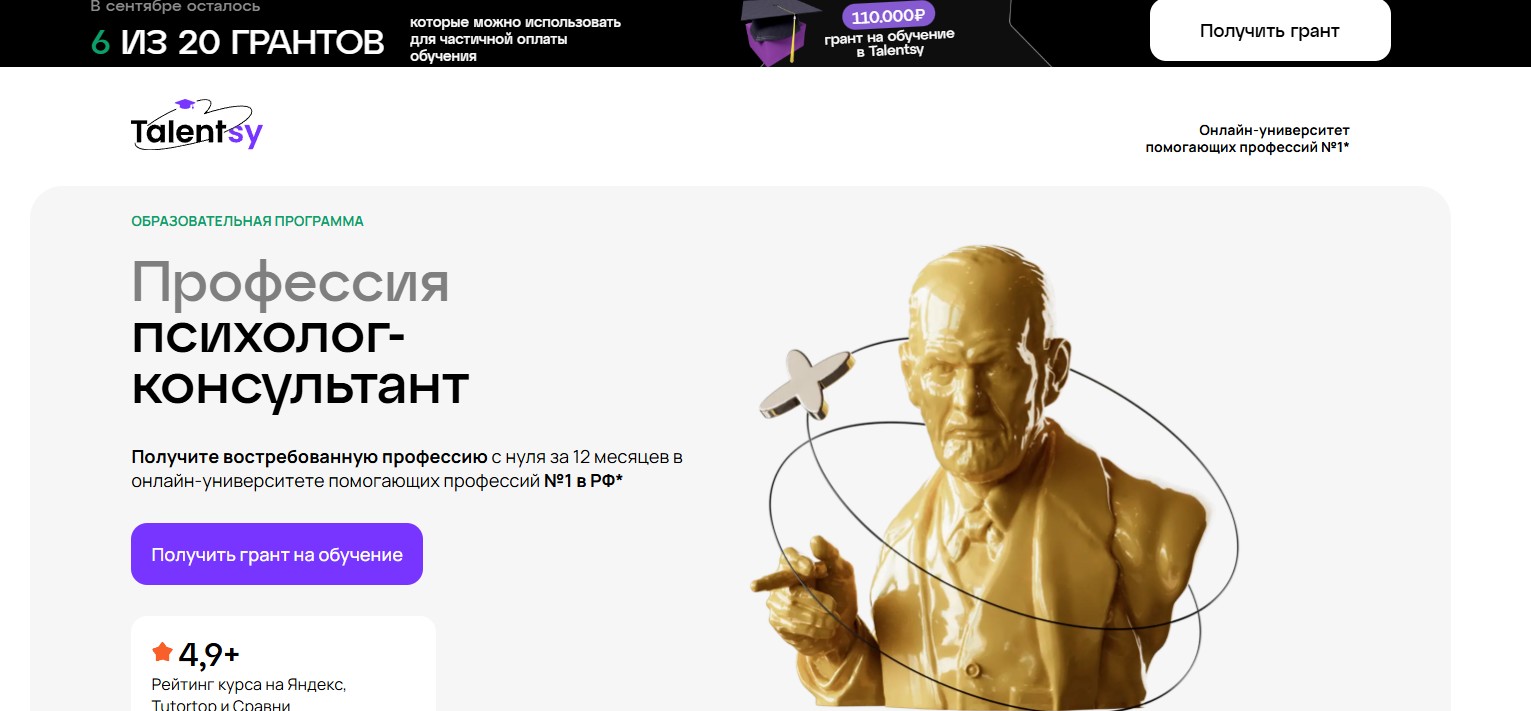 В сентябре осталось
6 ИЗ 20 ГРАНТОВ
которые можно использовать
для частичной оплаты
обучения
110.000₽
грант на обучение
в Talentsy
Получить грант
Talentsy
Онлайн-университет
помогающих профессий №1*
ОБРАЗОВАТЕЛЬНАЯ ПРОГРАММА
Профессия
психолог-
консультант
Получите востребованную профессию с нуля за 12 месяцев в
онлайн-университете помогающих профессий №1 в РФ*
Получить грант на обучение
4,9+
Рейтинг курса на Яндекс,
Tutortop и Сравни